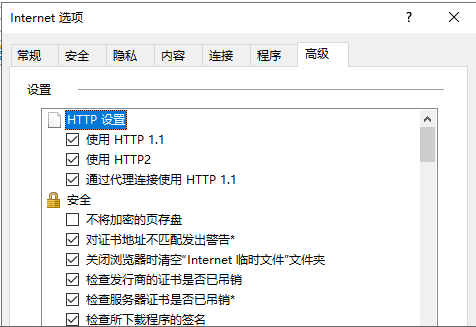 Internet 选项
?
常规 安全 隐私 内容 连接 程序 高级
设置
HTTP 设置
使用 HTTP 1.1
使用 HTTP2
通过代理连接使用 HTTP 1.1
安全
不将加密的页存盘
对证书地址不匹配发出警告*
关闭浏览器时清空“Internet 临时文件”文件夹
检查发行商的证书是否已吊销
检查服务器证书是否已吊销*
检查所下载程序的签名